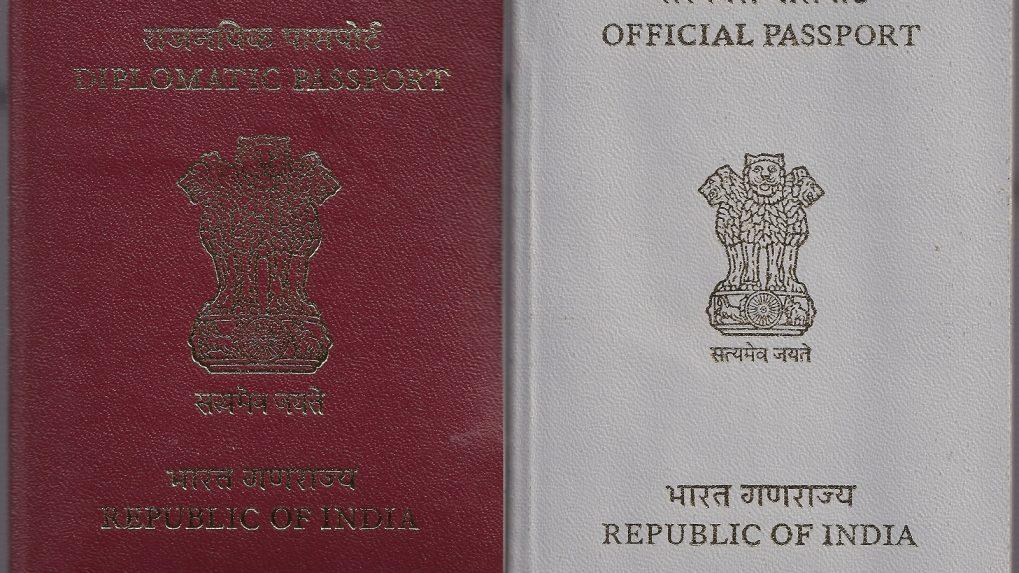 राजनयिक पासपोर्ट
DIPLOMATIC PASSPORT
सत्यमेव जयते
भारत गणराज्य
REPUBLIC OF INDIA
OFFICIAL PASSPORT
सत्यमेव जयते
भारत गणराज्य
REPUBLIC OF INDIA